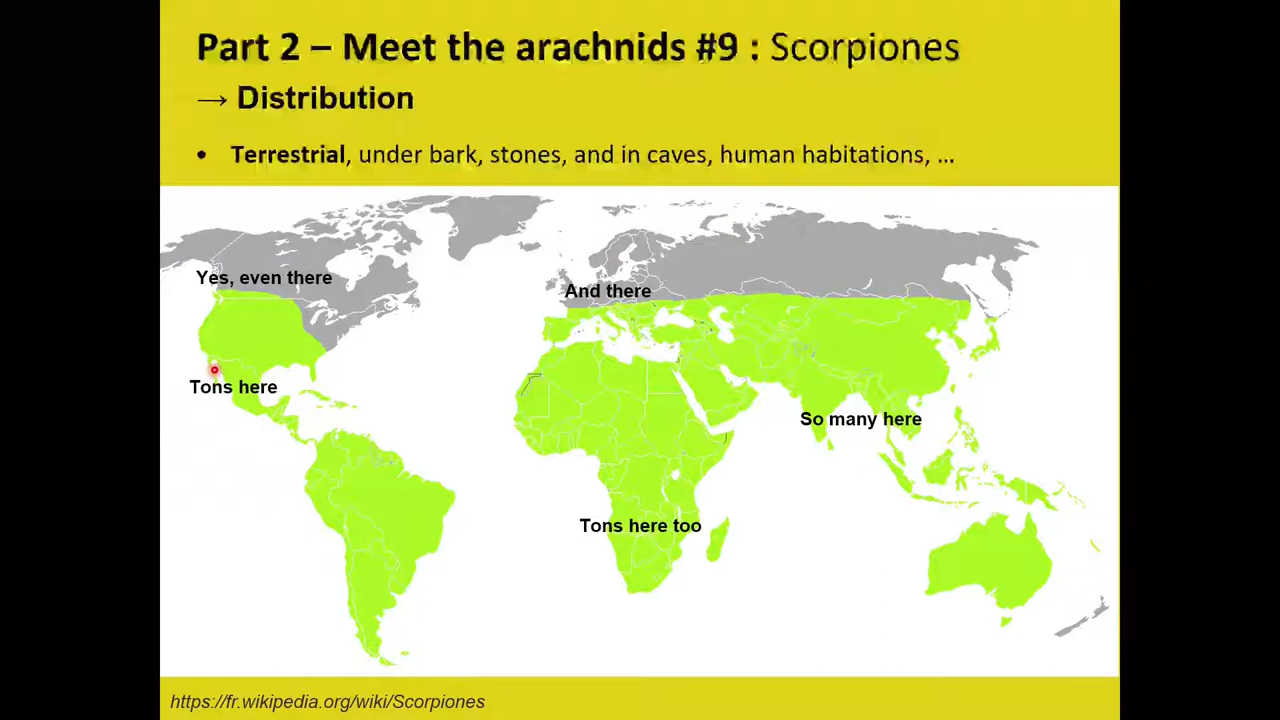 Part 2 – Meet the arachnids #9 : Scorpiones
→ Distribution
• Terrestrial, under bark, stones, and in caves, human habitations, ...
Yes, even there
And there
Tons here
So many here
Tons here too
https://fr.wikipedia.org/wiki/Scorpiones